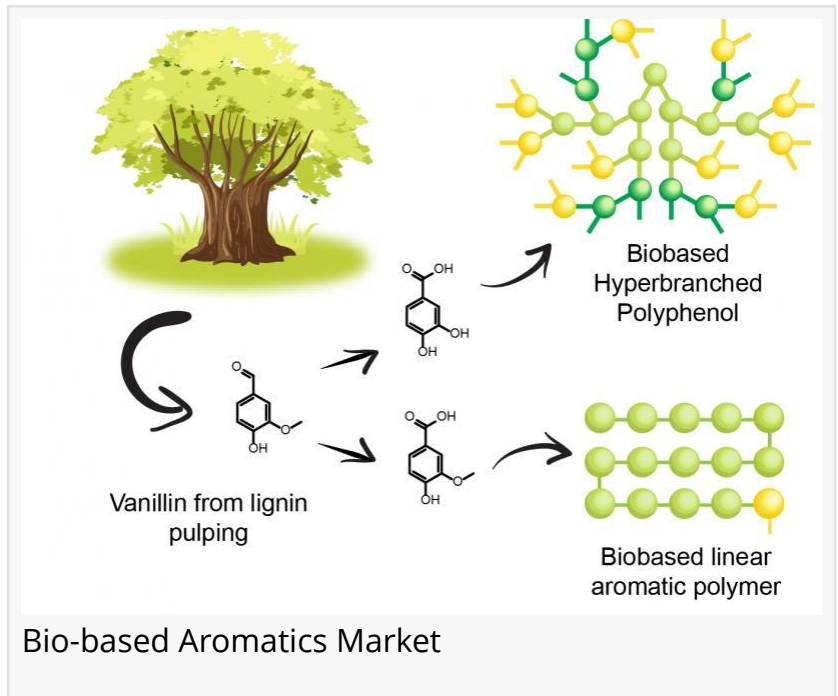 Biobased
Hyperbranched
Polyphenol
O
OH
OH
OH
O
O
OH
O
OH
O
OH
Vanillin from lignin
pulping
Biobased linear
aromatic polymer
Bio-based Aromatics Market